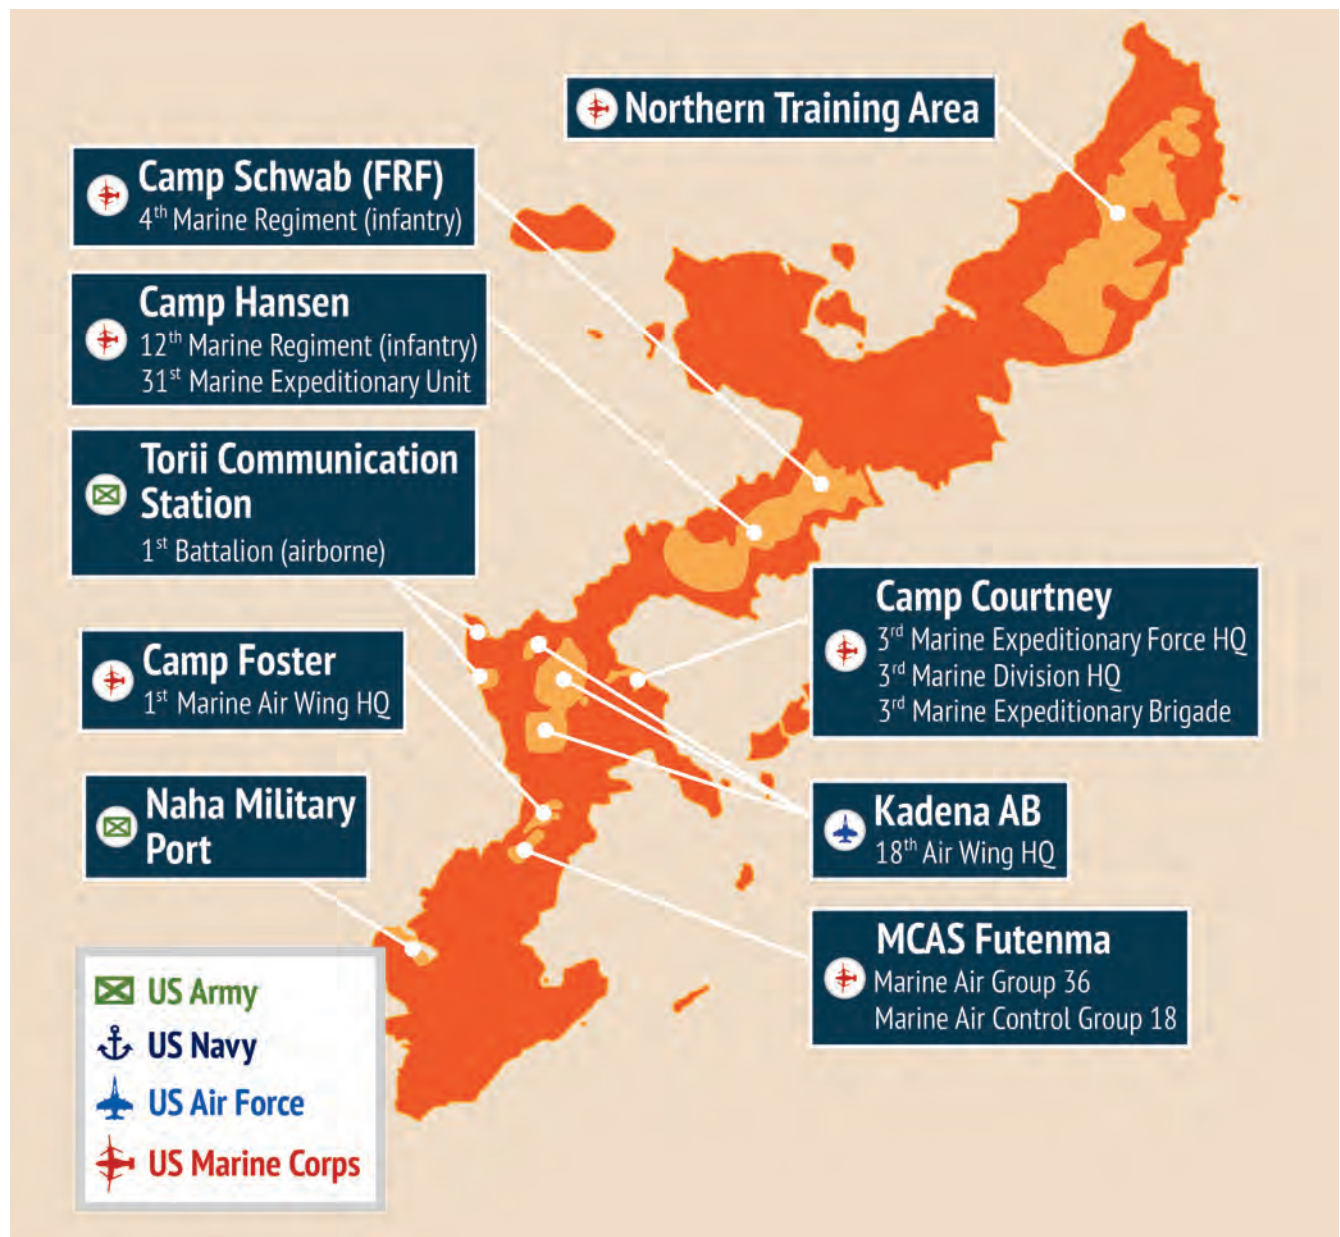 Northern Training Area
Camp Schwab (FRF)
4th Marine Regiment (infantry)
Camp Hansen
12th Marine Regiment (infantry)
31st Marine Expeditionary Unit
Torii Communication
Station
1st Battalion (airborne)
Camp Foster
1st Marine Air Wing HQ
Naha Military
Port
Camp Courtney
3rd Marine Expeditionary Force HQ
3rd Marine Division HQ
3rd Marine Expeditionary Brigade
Kadena AB
18th Air Wing HQ
MCAS Futenma
Marine Air Group 36
Marine Air Control Group 18
US Army
US Navy
US Air Force
US Marine Corps